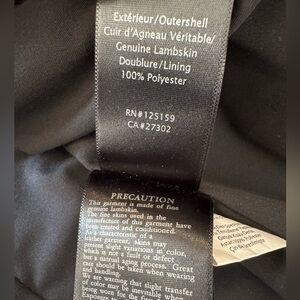 Extérieur/Outershell
Cuir d'Agneau Véritable/
Genuine Lambskin
Doublure/Lining
100% Polyester
RN#125159
CA#27302
PRECAUTION
This garment is made of fine
genuine lambskin.
The fine skins used in the
manufacture of this garment have
been treated and conditioned.
As a characteristic of a
leather garment, skins may
present slight variations in color,
which is not a fault or defect
but a natural aging process. Great
care should be taken when wearing
and handling.
We are warning that slight transfer
of color may be unavoidable when
being worn for the first
Exposure to